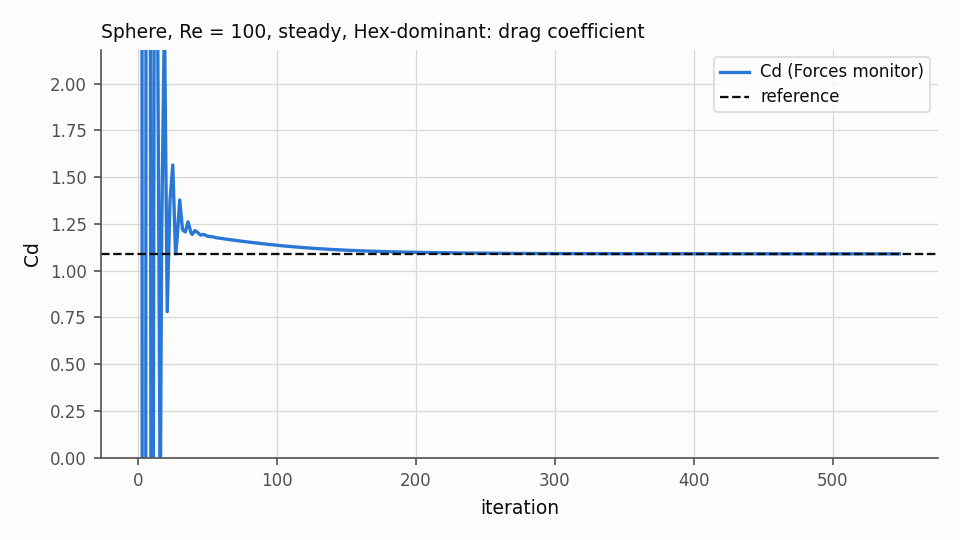 Sphere, Re = 100, steady, Hex-dominant: drag coefficient
Cd (Forces monitor)
reference
2.00
1.75
1.50
1.25
1.00
0.75
0.50
0.25
0.00
Cd
0 100 200 300 400 500
iteration